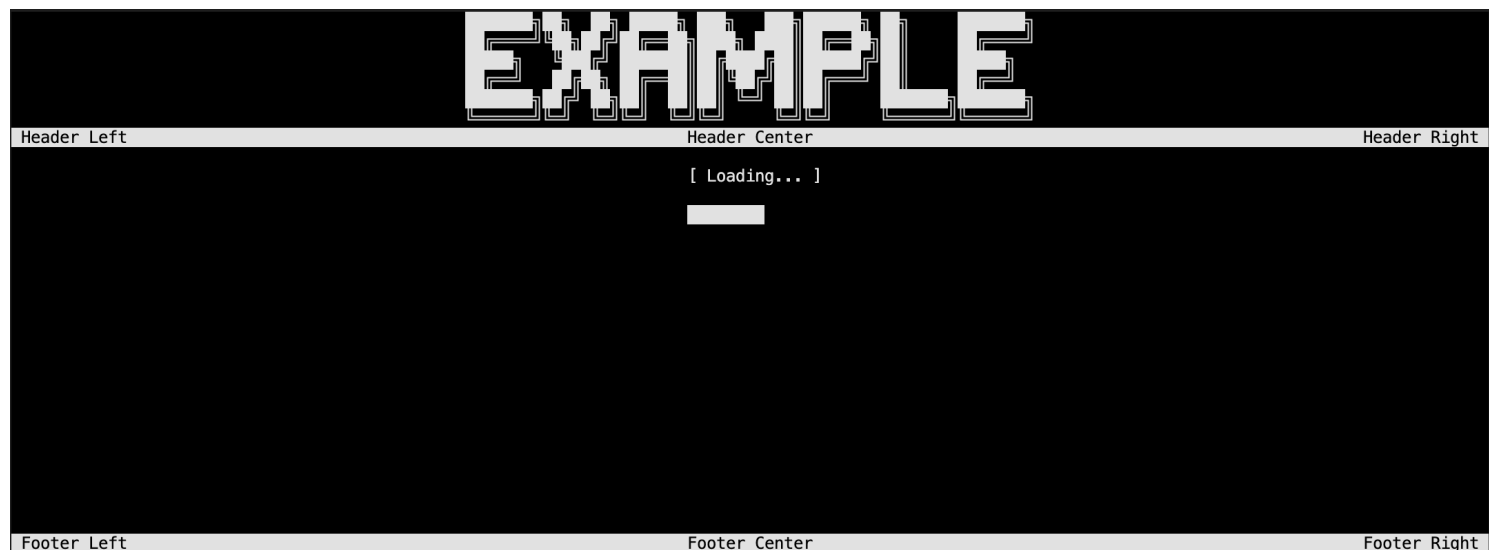 EXAMPLE
Header Left Header Center Header Right
[ Loading... ]
Footer Left Footer Center Footer Right